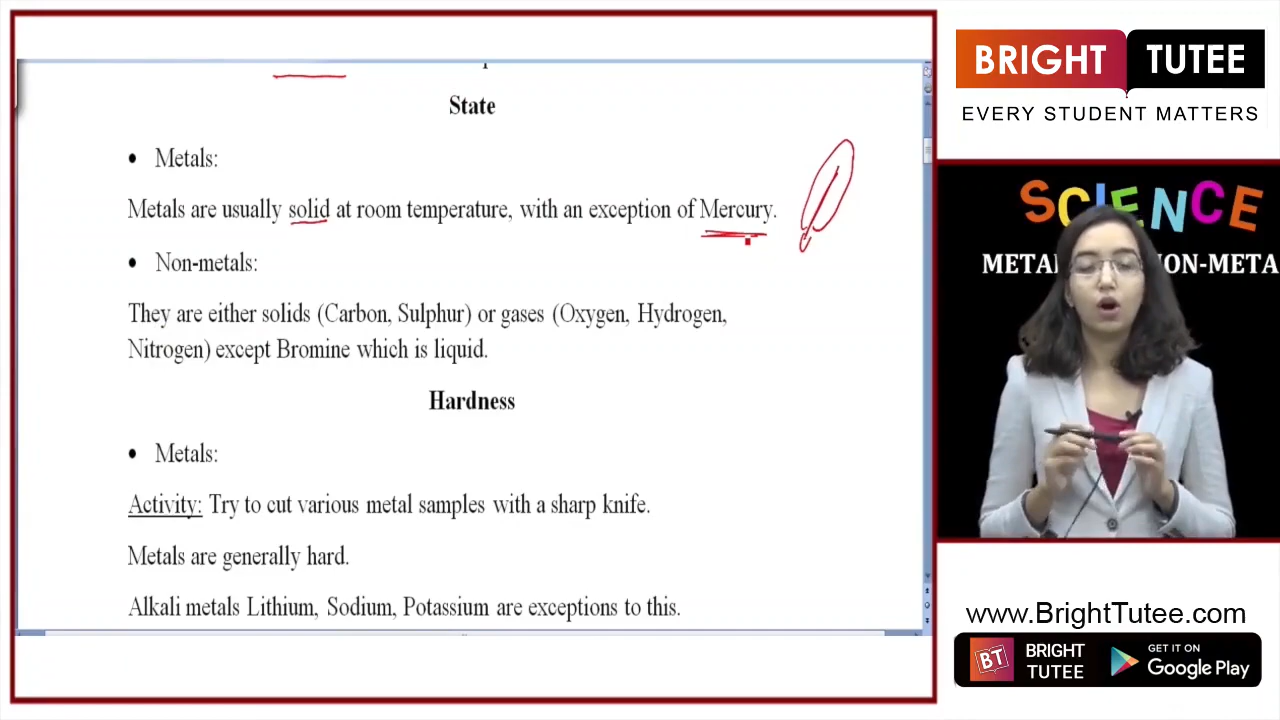 State
• Metals:
Metals are usually solid at room temperature, with an exception of Mercury.
• Non-metals:
They are either solids (Carbon, Sulphur) or gases (Oxygen, Hydrogen,
Nitrogen) except Bromine which is liquid.
Hardness
• Metals:
Activity: Try to cut various metal samples with a sharp knife.
Metals are generally hard.
Alkali metals Lithium, Sodium, Potassium are exceptions to this.
BRIGHT TUTEE
EVERY STUDENT MATTERS
SCIENCE
www.BrightTutee.com
BT BRIGHT TUTEE
GET IT ON
Google Play